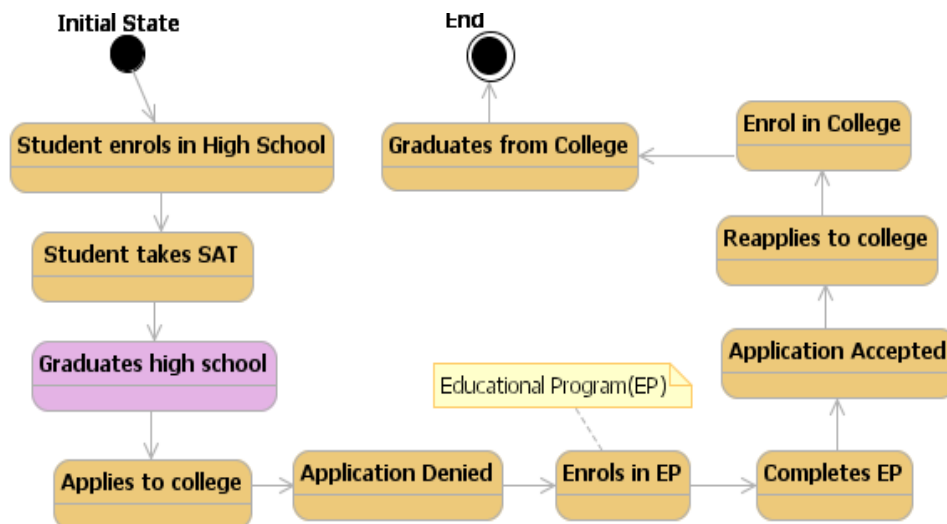 Initial State
End
Student enrols in High School
Graduates from College
Enrol in College
Student takes SAT
Reapplies to college
Graduates high school
Application Accepted
Educational Program(EP)
Applies to college
Application Denied
Enrols in EP
Completes EP